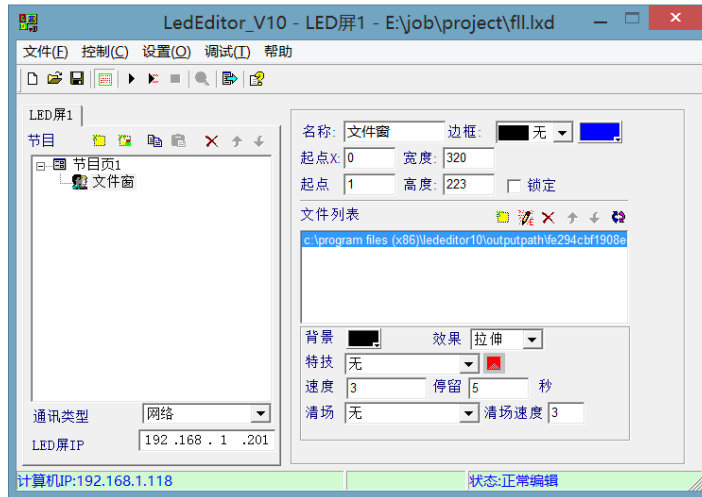 LedEditor_V10 - LED屏1 - E:\job\project\fll.lxd
文件(F) 控制(C) 设置(O) 调试(T) 帮助
LED屏1
节目
节目页1
文件窗
通讯类型 网络
LED屏IP 192 .168 . 1 .201
名称: 文件窗 边框: 无
起点X: 0 宽度: 320
起点 1 高度: 223 锁定
文件列表
c:\program files (x86)\lededitor10\outputpath\fe294cbf1908e
背景 效果 拉伸
特技 无
速度 3 停留 5 秒
清场 无 清场速度 3
计算机IP:192.168.1.118 状态:正常编辑